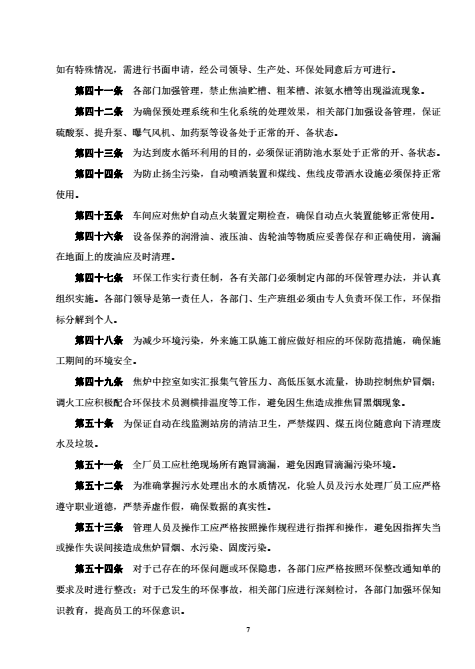 如有特殊情况，需进行书面申请，经公司领导、生产处、环保处同意后方可进行。
第四十一条 各部门加强管理，禁止焦油贮槽、粗苯槽、浓氨水槽等出现溢流现象。
第四十二条 为确保预处理系统和生化系统的处理效果，相关部门加强设备管理，保证
硫酸泵、提升泵、曝气风机、加药泵等设备处于正常的开、备状态。
第四十三条 为达到废水循环利用的目的，必须保证消防池水泵处于正常的开、备状态。
第四十四条 为防止扬尘污染，自动喷洒装置和煤线、焦线皮带洒水设施必须保持正常
使用。
第四十五条 车间应对焦炉自动点火装置定期检查，确保自动点火装置能够正常使用。
第四十六条 设备保养的润滑油、液压油、齿轮油等物质应妥善保存和正确使用，滴漏
在地面上的废油应及时清理。
第四十七条 环保工作实行责任制，各有关部门必须制定内部的环保管理办法，并认真
组织实施。各部门领导是第一责任人，各部门、生产班组必须由专人负责环保工作，环保指
标分解到个人。
第四十八条 为减少环境污染，外来施工队施工前应做好相应的环保防范措施，确保施
工期间的环境安全。
第四十九条 焦炉中控室如实汇报集气管压力、高低压氨水流量，协助控制焦炉冒烟；
调火工应积极配合环保技术员测横排温度等工作，避免因生焦造成推焦冒黑烟现象。
第五十条 为保证自动在线监测站房的清洁卫生，严禁煤四、煤五岗位随意向下清理废
水及垃圾。
第五十一条 全厂员工应杜绝现场所有跑冒滴漏，避免因跑冒滴漏污染环境。
第五十二条 为准确掌握污水处理出水的水质情况，化验人员及污水处理厂员工应严格
遵守职业道德，严禁弄虚作假，确保数据的真实性。
第五十三条 管理人员及操作工应严格按照操作规程进行指挥和操作，避免因指挥失当
或操作失误间接造成焦炉冒烟、水污染、固废污染。
第五十四条 对于已存在的环保问题或环保隐患，各部门应严格按照环保整改通知单的
要求及时进行整改；对于已发生的环保事故，相关部门应进行深刻检讨，各部门加强环保知
识教育，提高员工的环保意识。
7